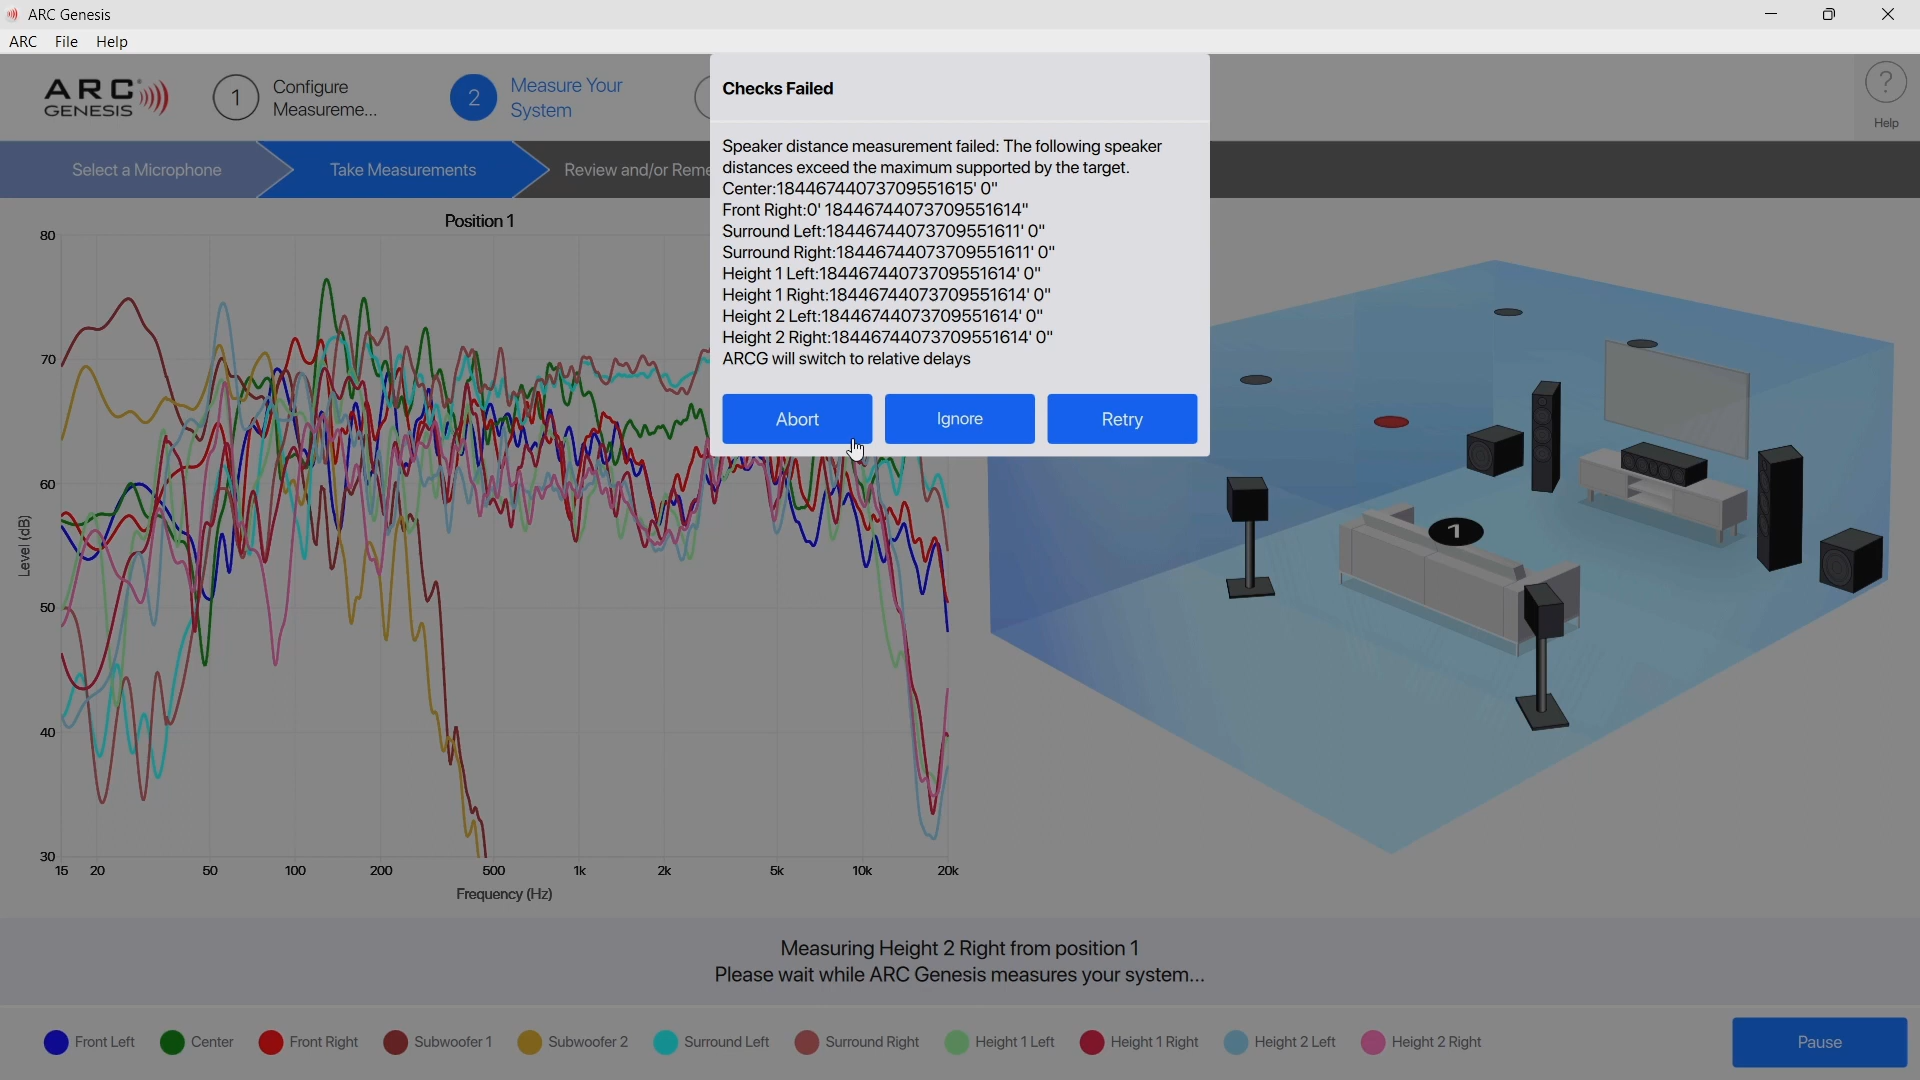 ARC Genesis
ARC File Help
ARC GENESIS
1 Configure Measureme...
2 Measure Your System
Help
Select a Microphone
Take Measurements
Review and/or Reme
Checks Failed
Speaker distance measurement failed: The following speaker
distances exceed the maximum supported by the target.
Center:18446744073709551615' 0"
Front Right:0' 18446744073709551614"
Surround Left:18446744073709551611' 0"
Surround Right:18446744073709551611' 0"
Height 1 Left:18446744073709551614' 0"
Height 1 Right:18446744073709551614' 0"
Height 2 Left:18446744073709551614' 0"
Height 2 Right:18446744073709551614' 0"
ARCG will switch to relative delays
Abort Ignore Retry
Position 1
80
70
60
50
40
30
Level (dB)
15 20 50 100 200 500 1k 2k 5k 10k 20k
Frequency (Hz)
1
Measuring Height 2 Right from position 1
Please wait while ARC Genesis measures your system...
Front Left Center Front Right Subwoofer 1 Subwoofer 2 Surround Left Surround Right Height 1 Left Height 1 Right Height 2 Left Height 2 Right
Pause